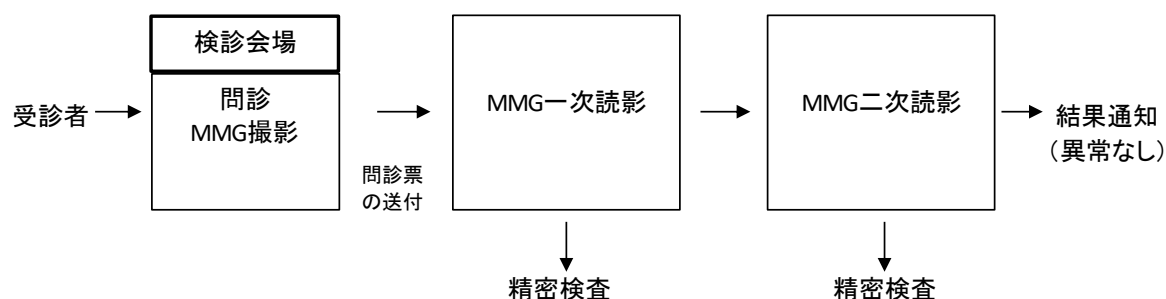 検診会場
受診者
問診
MMG撮影
問診票
の送付
MMG一次読影
MMG二次読影
結果通知
（異常なし）
精密検査
精密検査